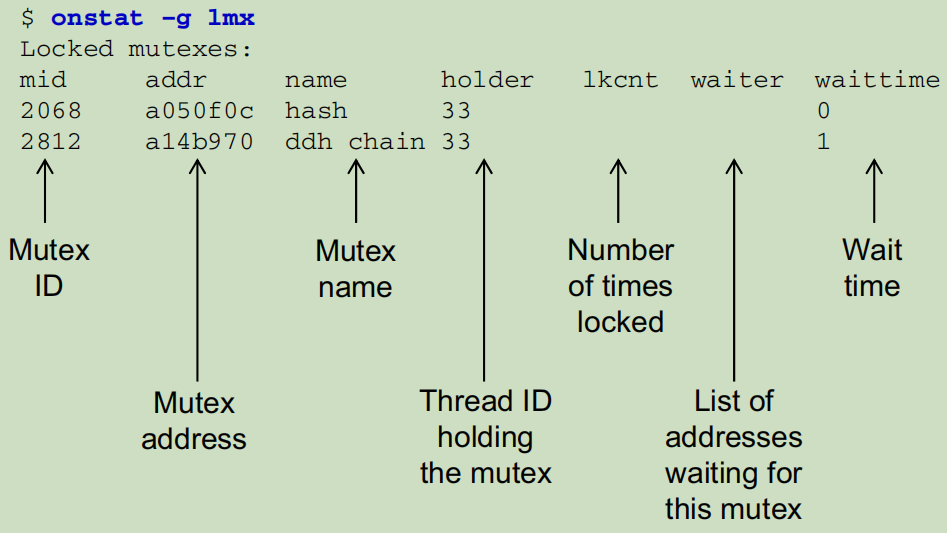 $ onstat -g lmx
Locked mutexes:
mid addr name holder lkcnt waiter waittime
2068 a050f0c hash 33 0
2812 a14b970 ddh chain 33 1
Mutex ID
Mutex name
Number of times locked
Wait time
Mutex address
Thread ID holding the mutex
List of addresses waiting for this mutex